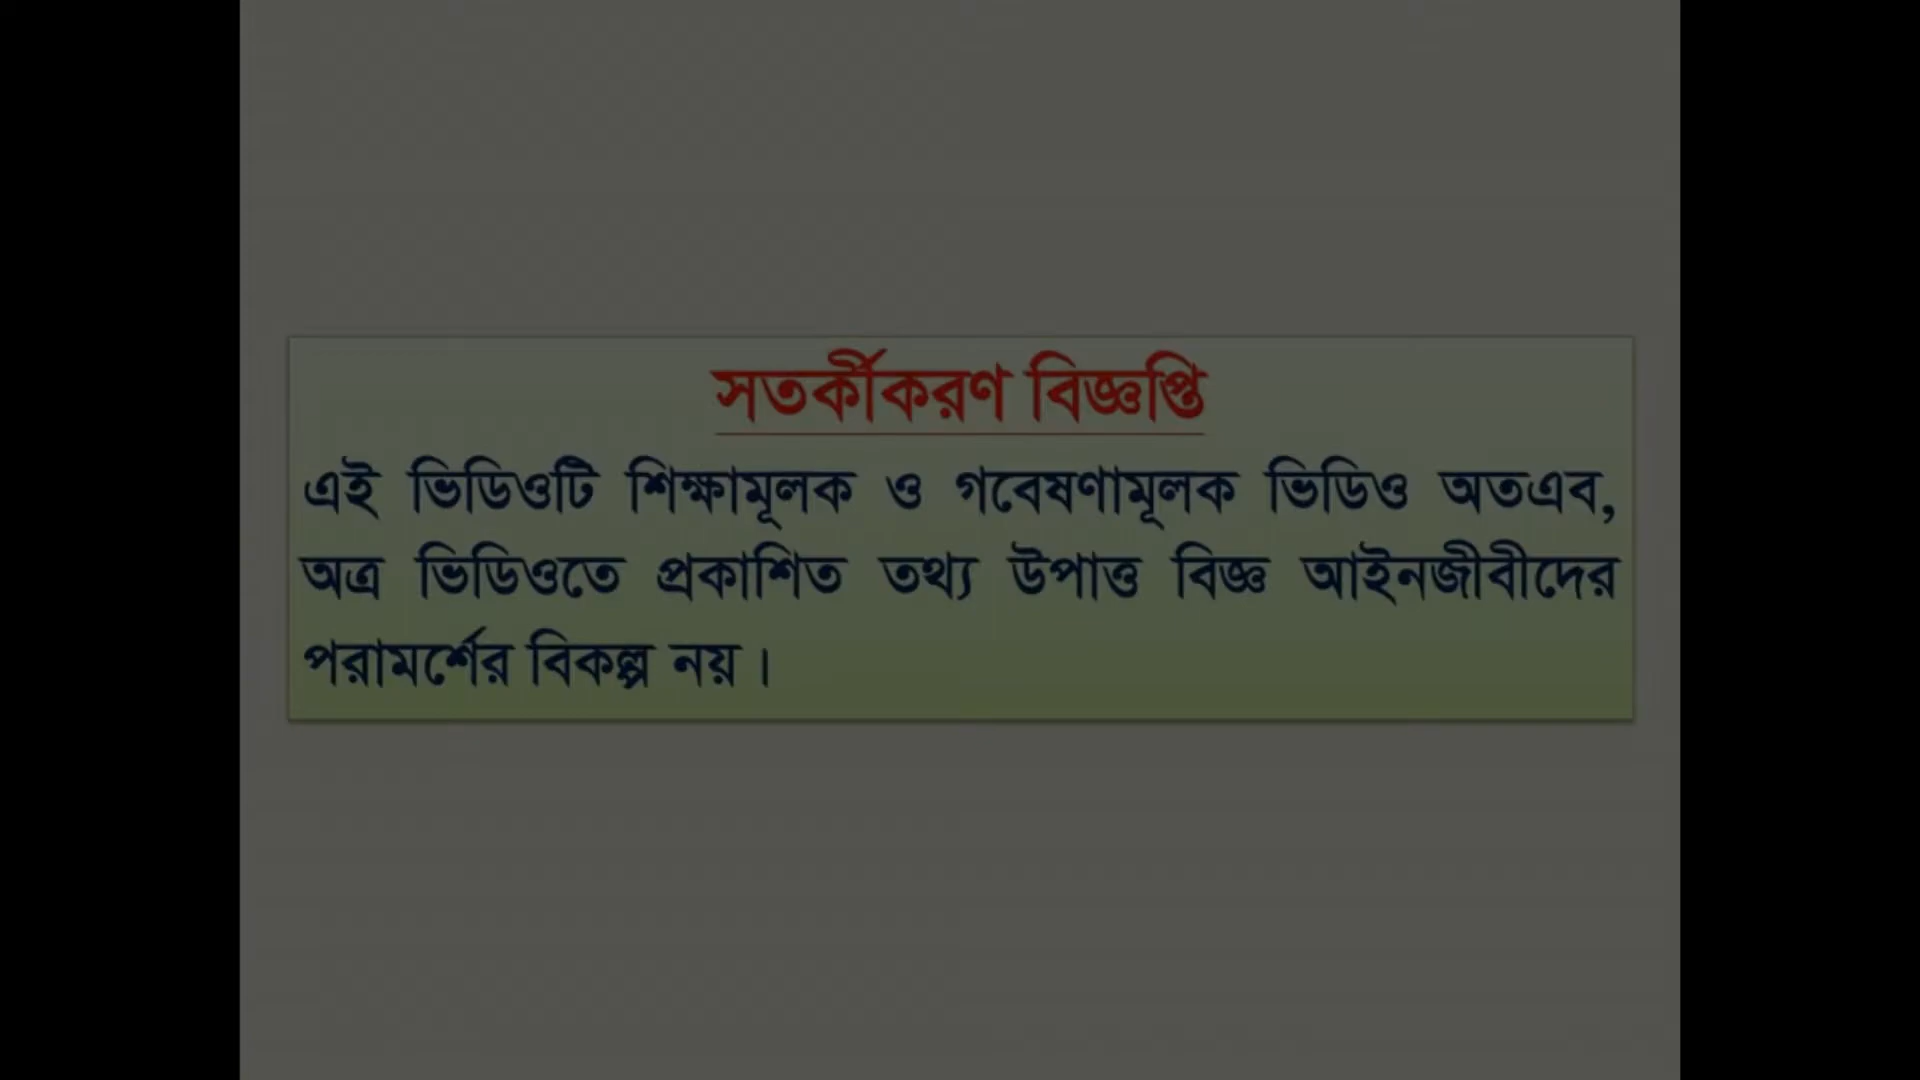 সতর্কীকরণ বিজ্ঞপ্তি
এই ভিডিওটি শিক্ষামূলক ও গবেষণামূলক ভিডিও অতএব,
অত্র ভিডিওতে প্রকাশিত তথ্য উপাত্ত বিজ্ঞ আইনজীবীদের
পরামর্শের বিকল্প নয়।